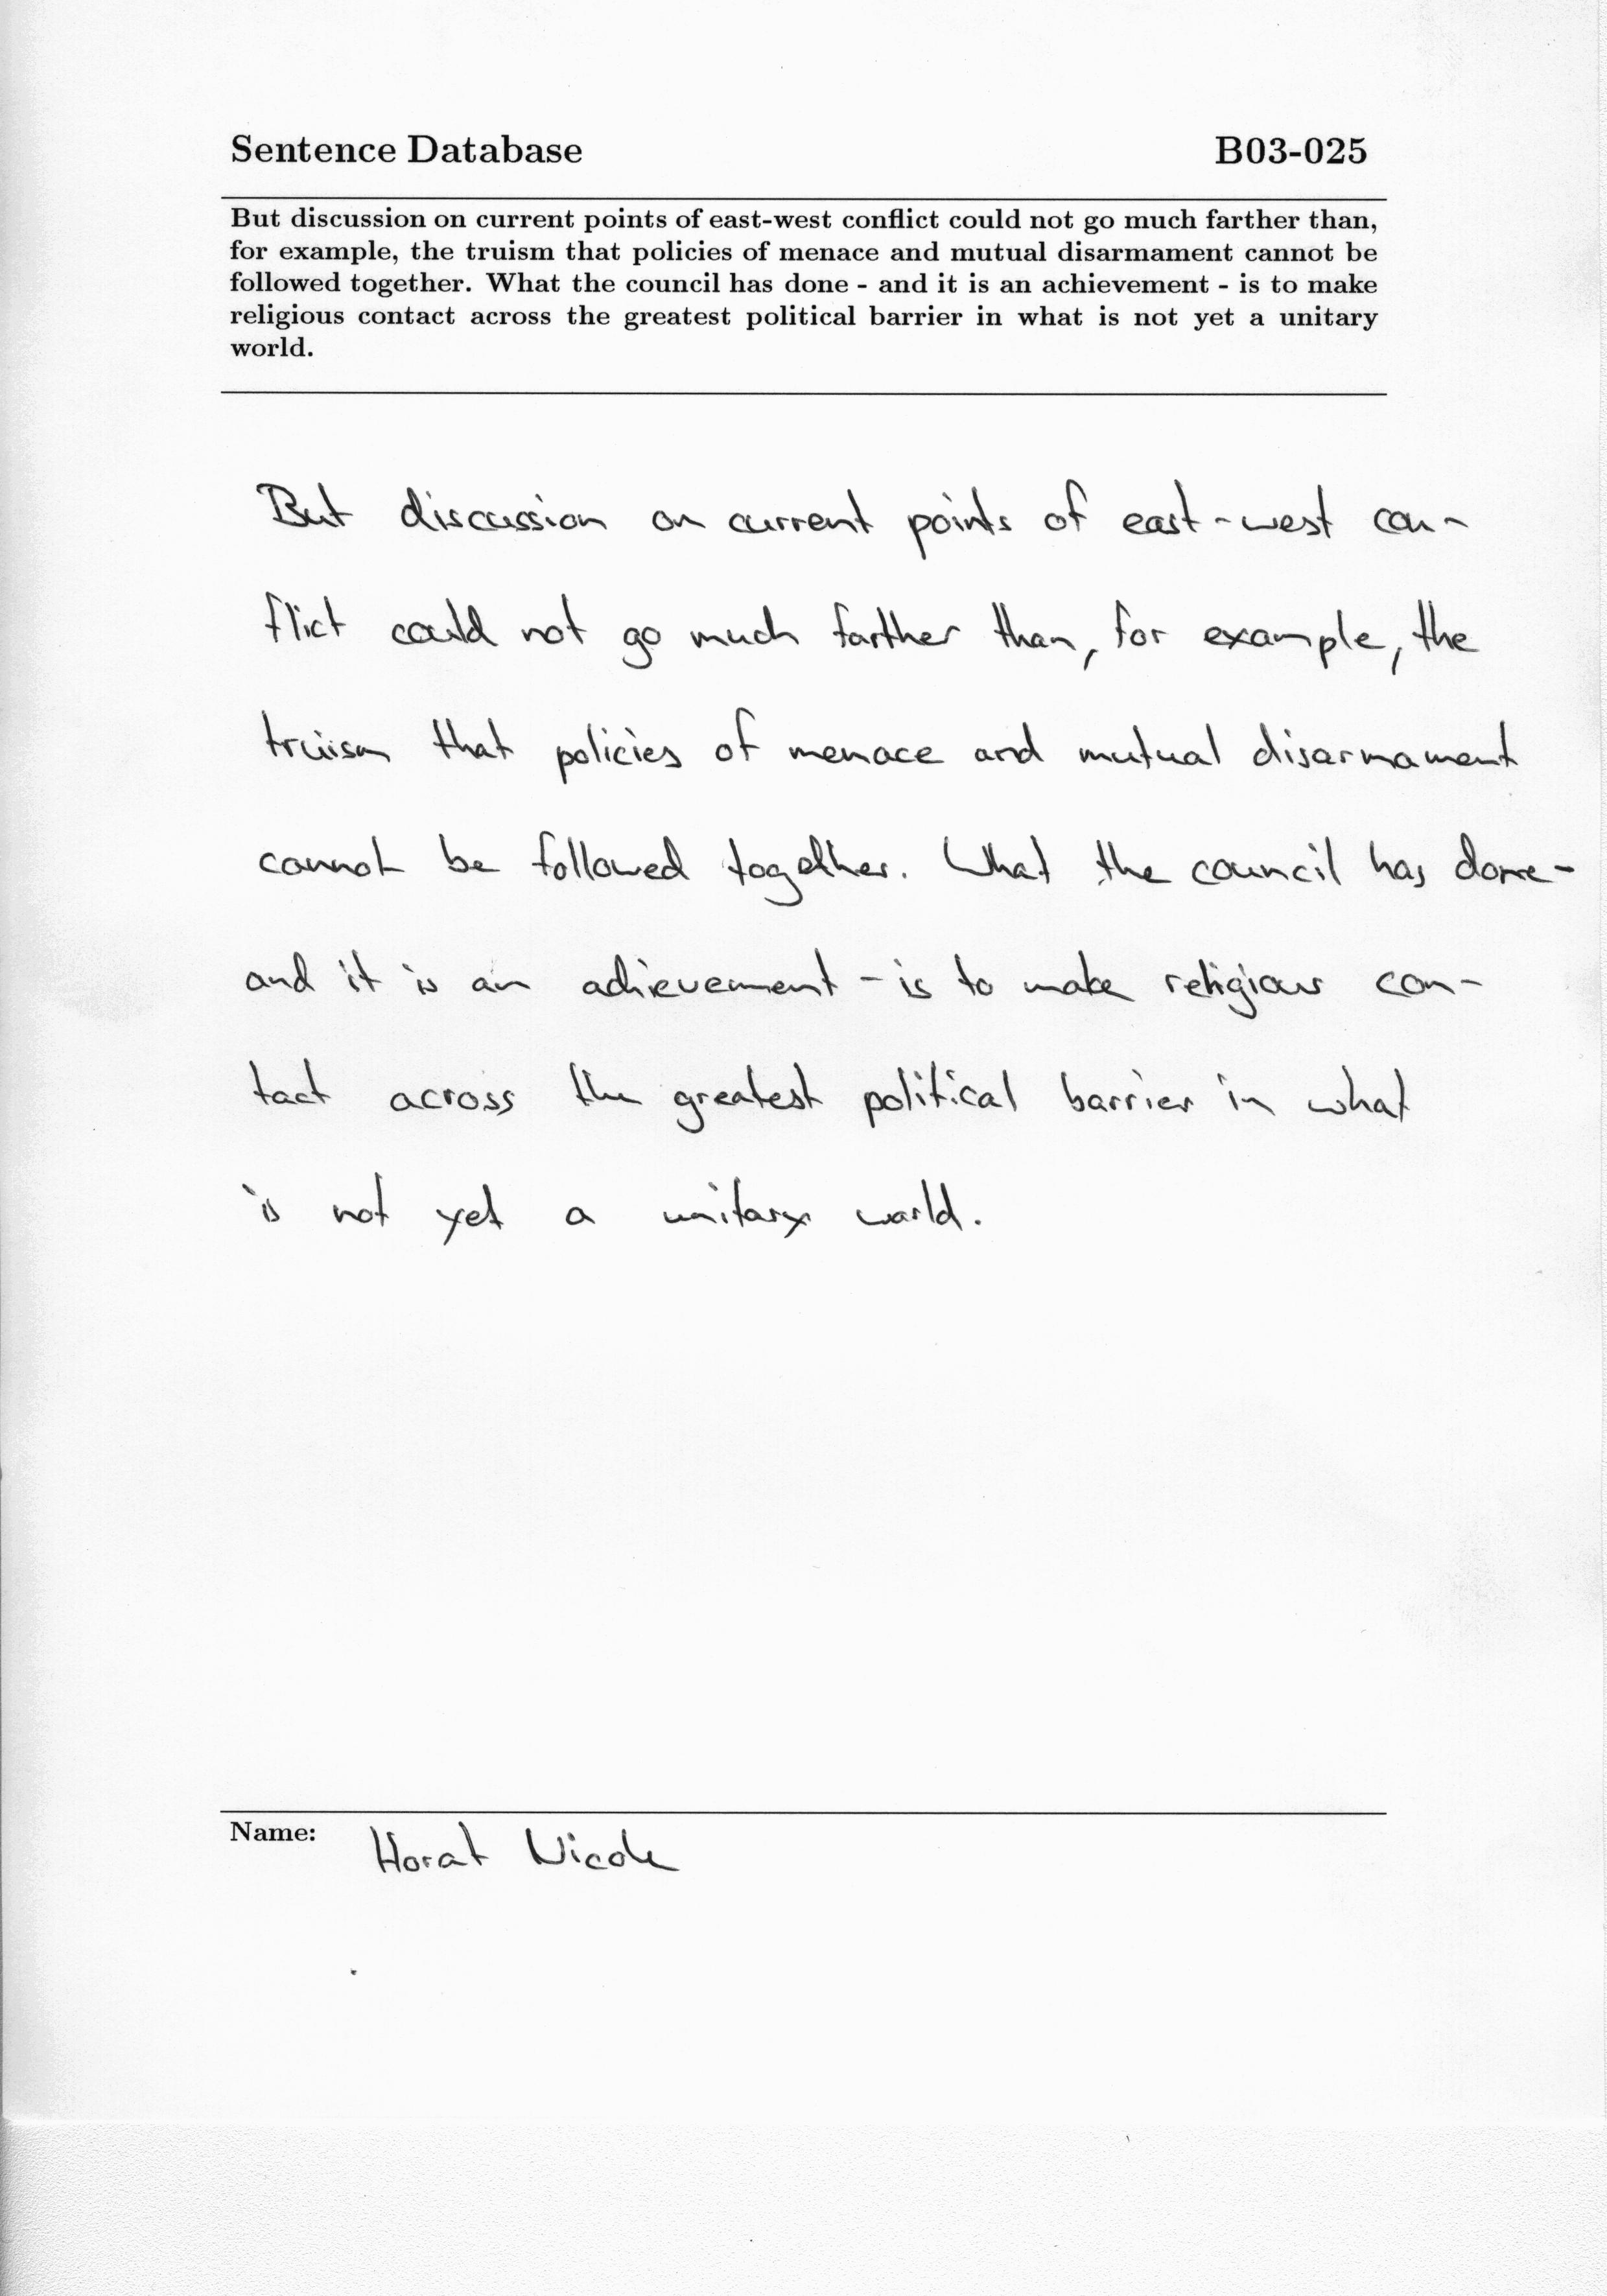 Sentence Database B03-025
But discussion on current points of east-west conflict could not go much farther than,
for example, the truism that policies of menace and mutual disarmament cannot be
followed together. What the council has done - and it is an achievement - is to make
religious contact across the greatest political barrier in what is not yet a unitary
world.
But discussion on current points of east-west con-
flict could not go much farther than, for example, the
truism that policies of menace and mutual disarmament
cannot be followed together. What the council has done-
and it is an achievement - is to make religious con-
tact across the greatest political barrier in what
is not yet a unitary world.
Name: Horat Nicole